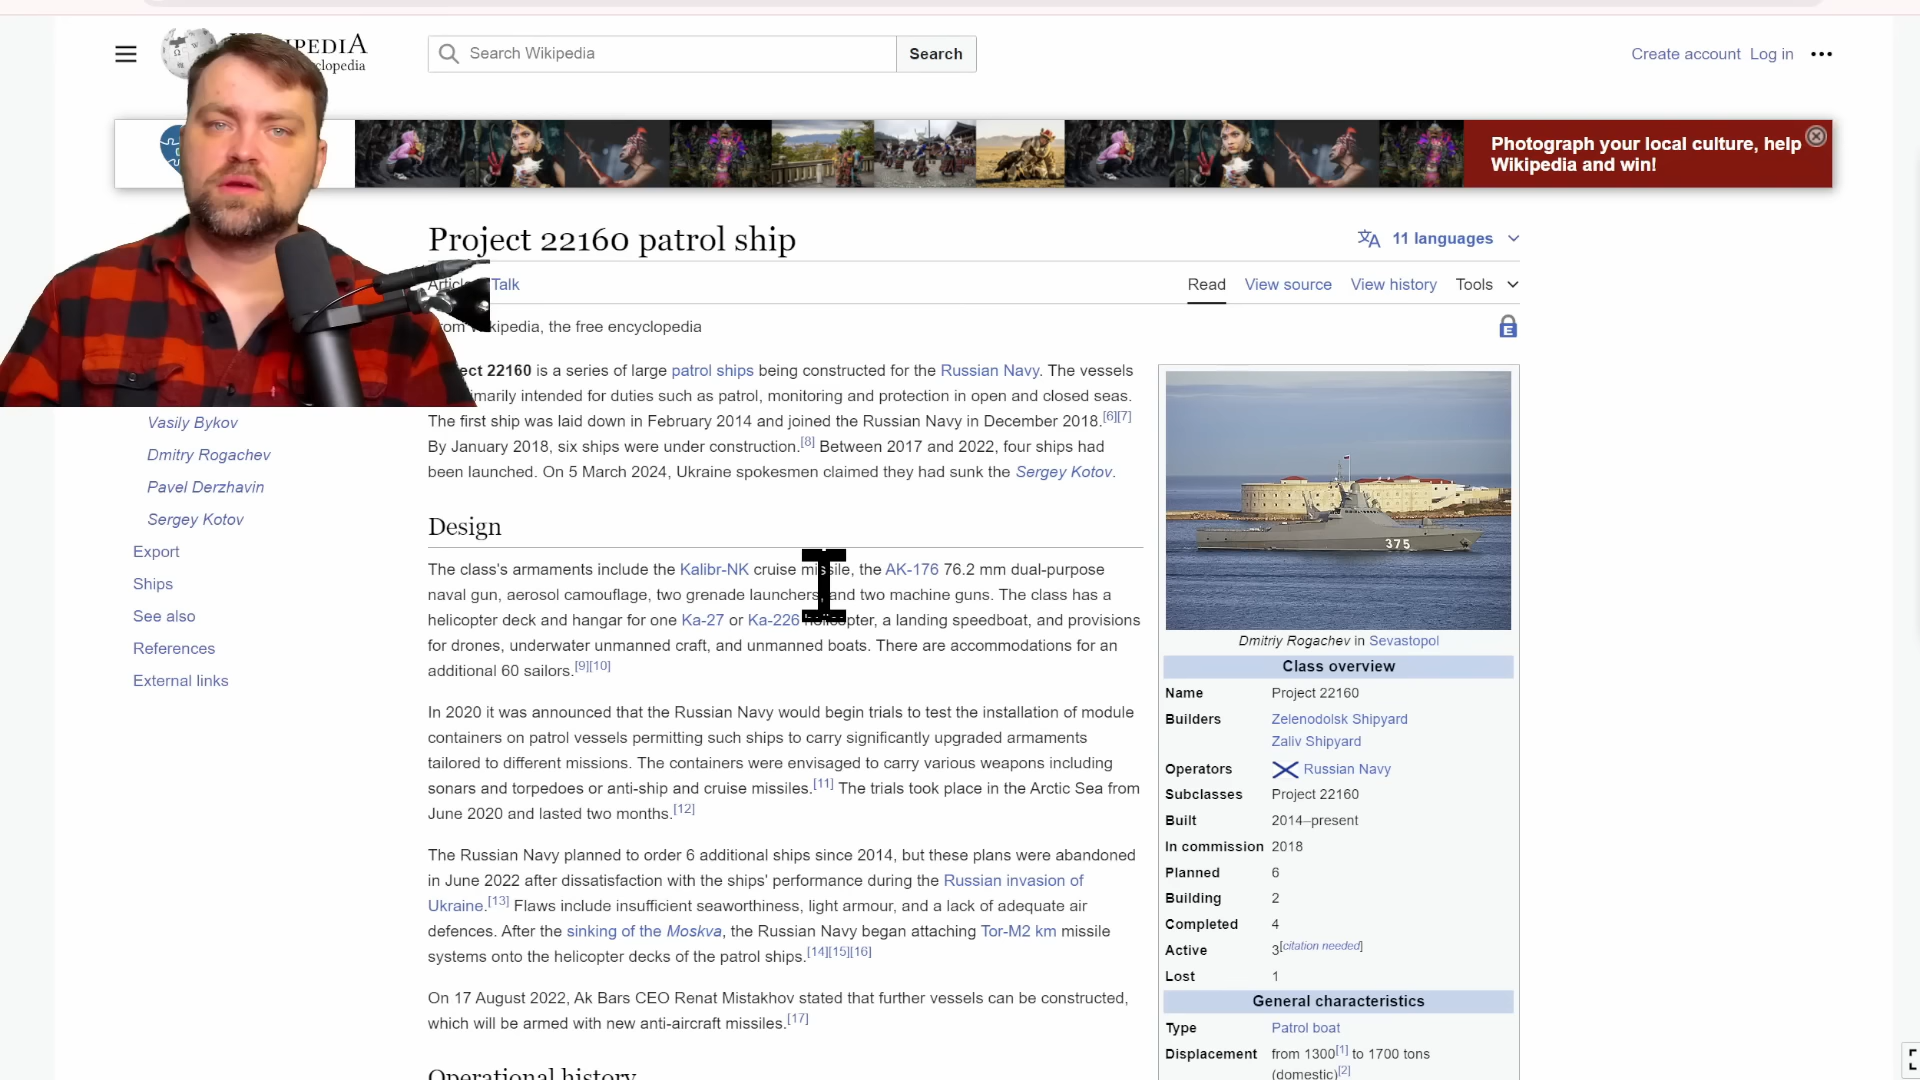 PEDIA
clopedia
Search Wikipedia
Search
Create account Log in
Photograph your local culture, help
Wikipedia and win!
Project 22160 patrol ship
11 languages
Talk
Read View source View history Tools
kipedia, the free encyclopedia
E
ect 22160 is a series of large patrol ships being constructed for the Russian Navy. The vessels
imarily intended for duties such as patrol, monitoring and protection in open and closed seas.
The first ship was laid down in February 2014 and joined the Russian Navy in December 2018.[6][7]
By January 2018, six ships were under construction.[8] Between 2017 and 2022, four ships had
been launched. On 5 March 2024, Ukraine spokesmen claimed they had sunk the Sergey Kotov.
Vasily Bykov
Dmitry Rogachev
Pavel Derzhavin
Sergey Kotov
Export
Ships
See also
References
External links
Design
The class's armaments include the Kalibr-NK cruise missile, the AK-176 76.2 mm dual-purpose
naval gun, aerosol camouflage, two grenade launchers, and two machine guns. The class has a
helicopter deck and hangar for one Ka-27 or Ka-226 helicopter, a landing speedboat, and provisions
for drones, underwater unmanned craft, and unmanned boats. There are accommodations for an
additional 60 sailors.[9][10]
In 2020 it was announced that the Russian Navy would begin trials to test the installation of module
containers on patrol vessels permitting such ships to carry significantly upgraded armaments
tailored to different missions. The containers were envisaged to carry various weapons including
sonars and torpedoes or anti-ship and cruise missiles.[11] The trials took place in the Arctic Sea from
June 2020 and lasted two months.[12]
The Russian Navy planned to order 6 additional ships since 2014, but these plans were abandoned
in June 2022 after dissatisfaction with the ships' performance during the Russian invasion of
Ukraine.[13] Flaws include insufficient seaworthiness, light armour, and a lack of adequate air
defences. After the sinking of the Moskva, the Russian Navy began attaching Tor-M2 km missile
systems onto the helicopter decks of the patrol ships.[14][15][16]
On 17 August 2022, Ak Bars CEO Renat Mistakhov stated that further vessels can be constructed,
which will be armed with new anti-aircraft missiles.[17]
Operational history
375
Dmitriy Rogachev in Sevastopol
Class overview
Name Project 22160
Builders Zelenodolsk Shipyard
Zaliv Shipyard
Operators Russian Navy
Subclasses Project 22160
Built 2014–present
In commission 2018
Planned 6
Building 2
Completed 4
Active 3[citation needed]
Lost 1
General characteristics
Type Patrol boat
Displacement from 1300[1] to 1700 tons
(domestic)[2]